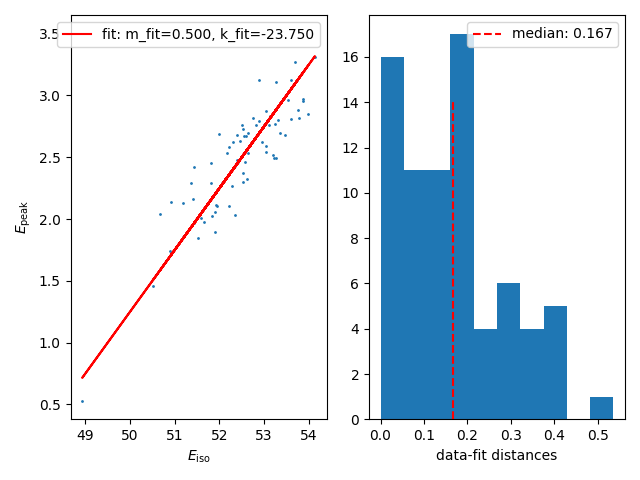 fit: m_fit=0.500, k_fit=-23.750
3.5
3.0
2.5
2.0
1.5
1.0
0.5
E_peak
49 50 51 52 53 54
E_iso
median: 0.167
16
14
12
10
8
6
4
2
0
0.0 0.1 0.2 0.3 0.4 0.5
data-fit distances